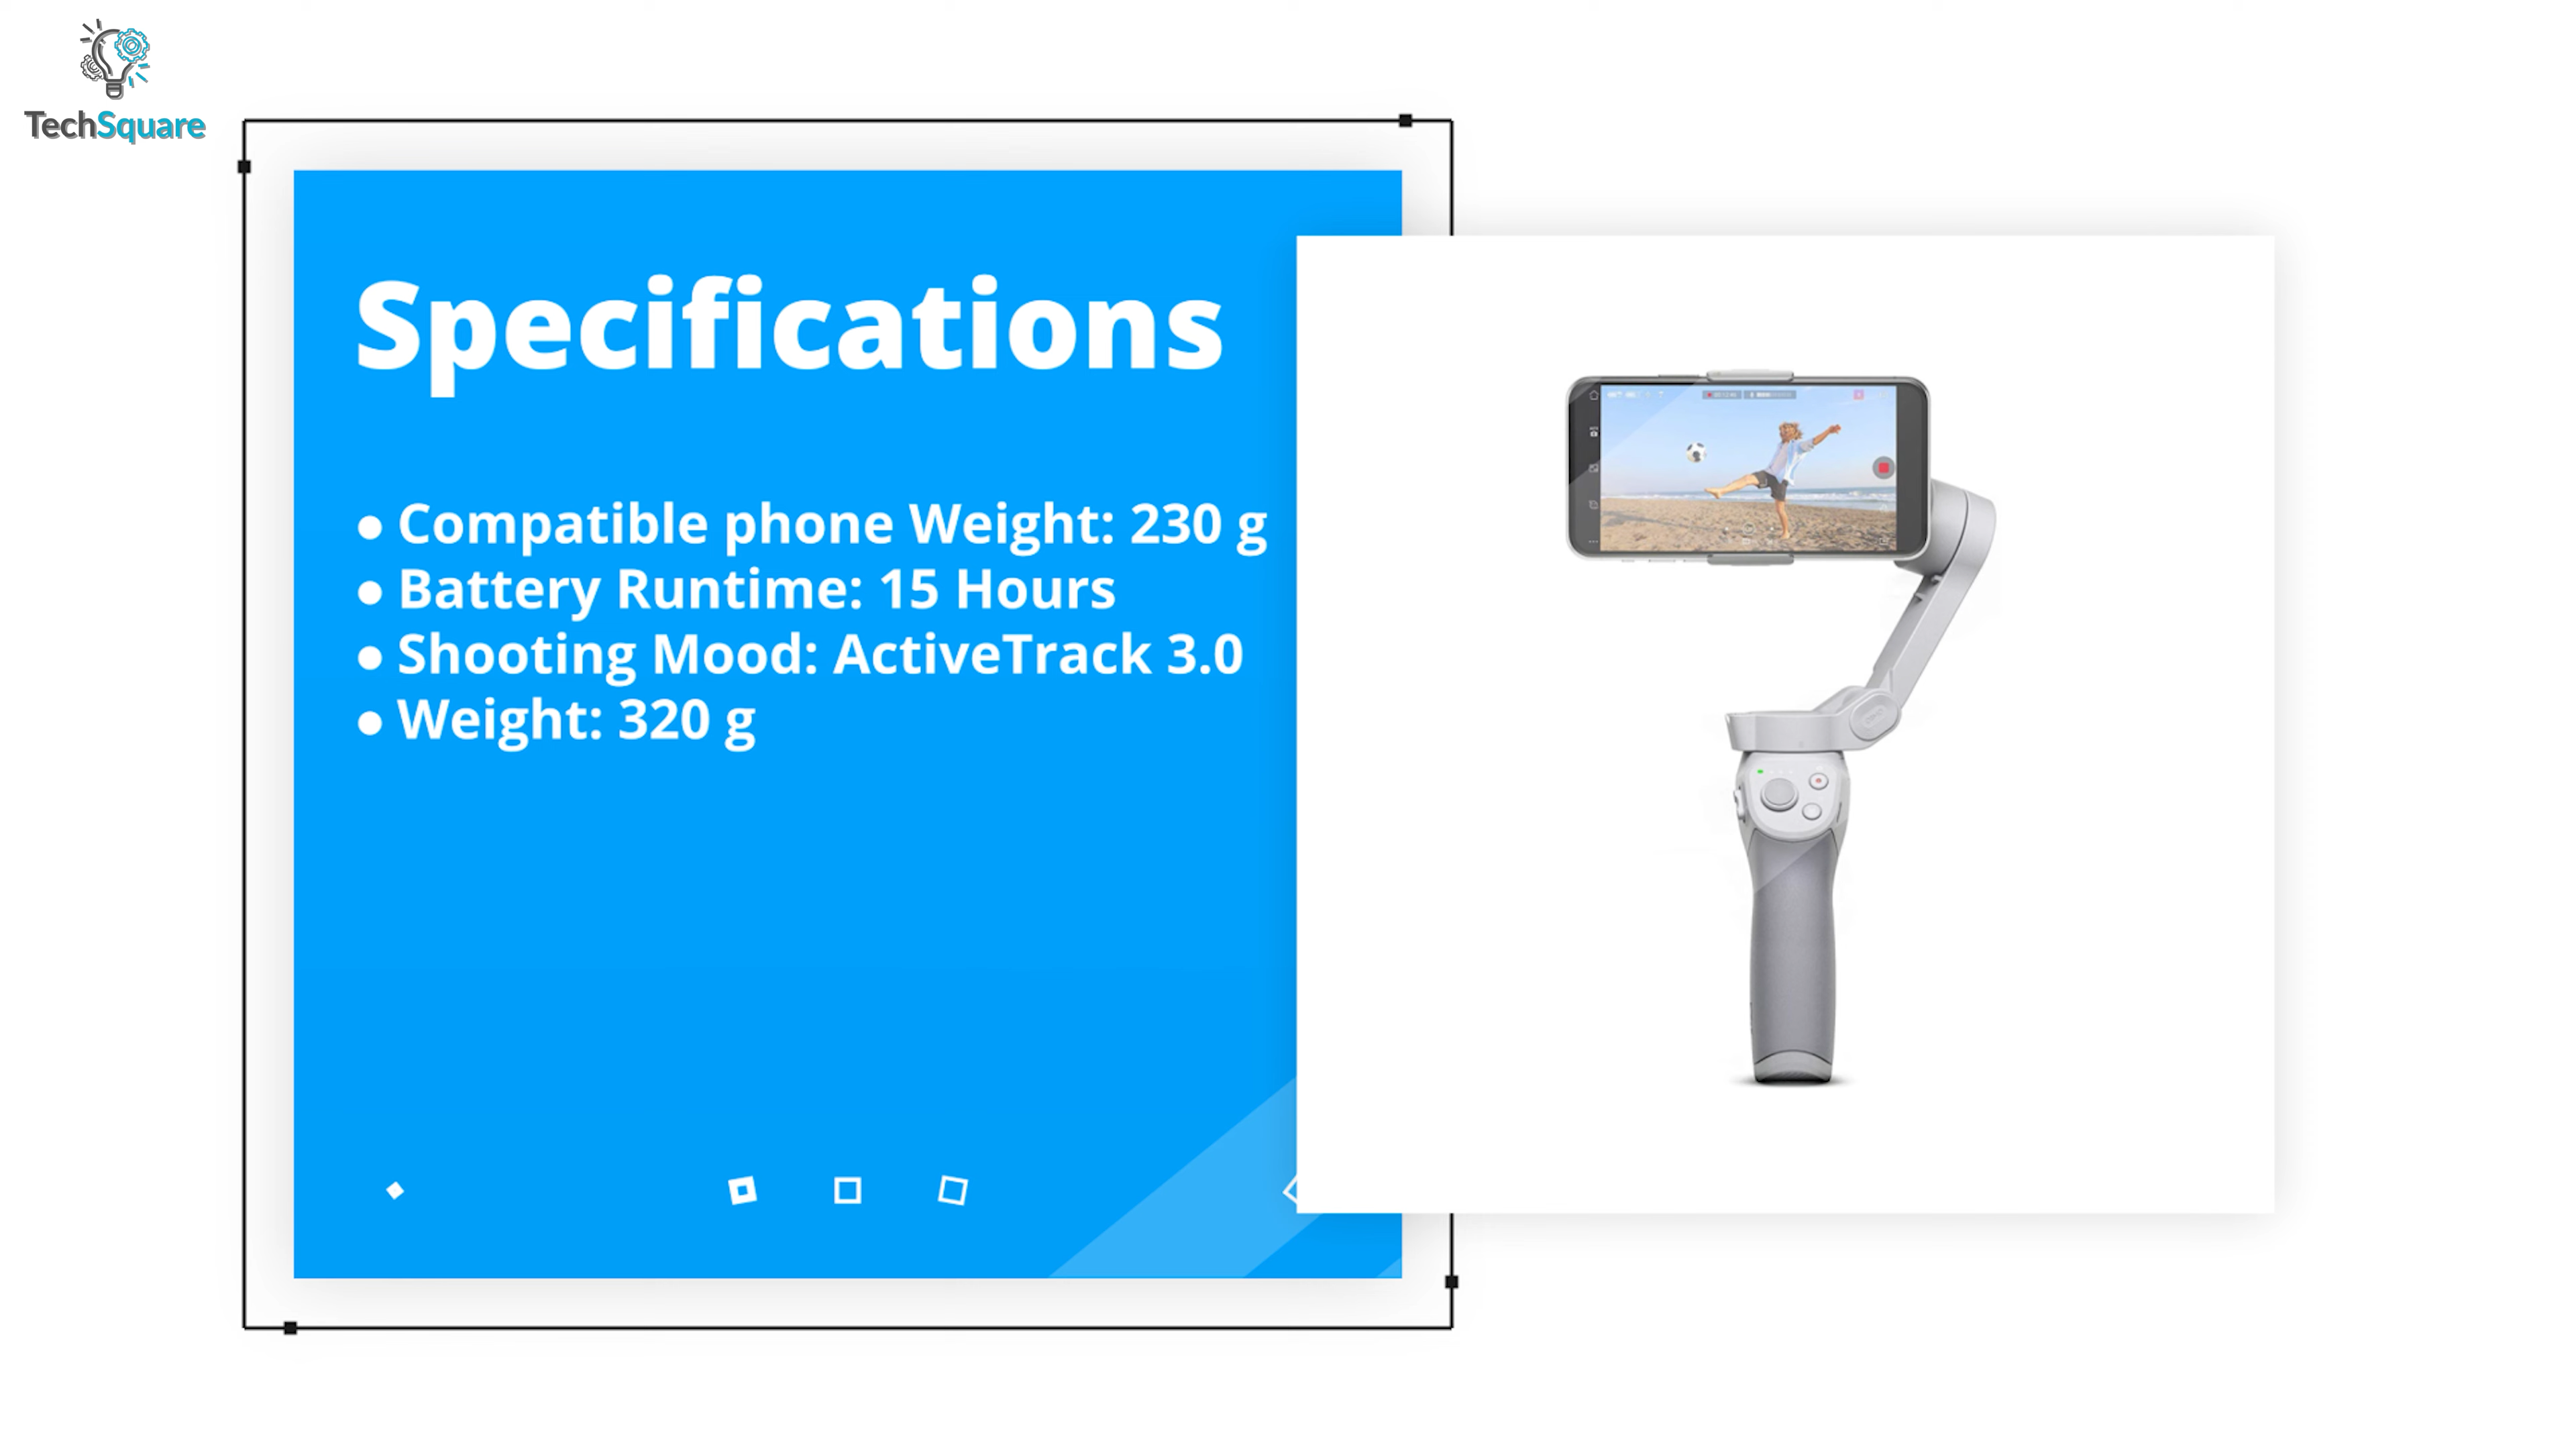 TechSquare
Specifications
● Compatible phone Weight: 230 g
● Battery Runtime: 15 Hours
● Shooting Mood: ActiveTrack 3.0
● Weight: 320 g